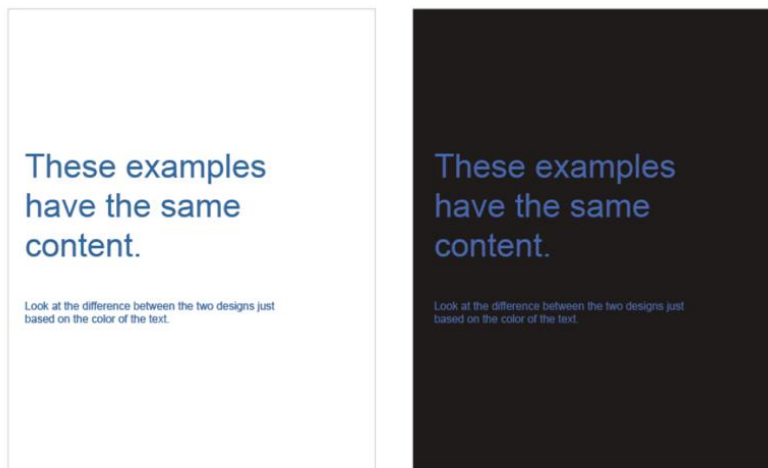 These examples
have the same
content.
Look at the difference between the two designs just
based on the color of the text.
These examples
have the same
content.
Look at the difference between the two designs just
based on the color of the text.